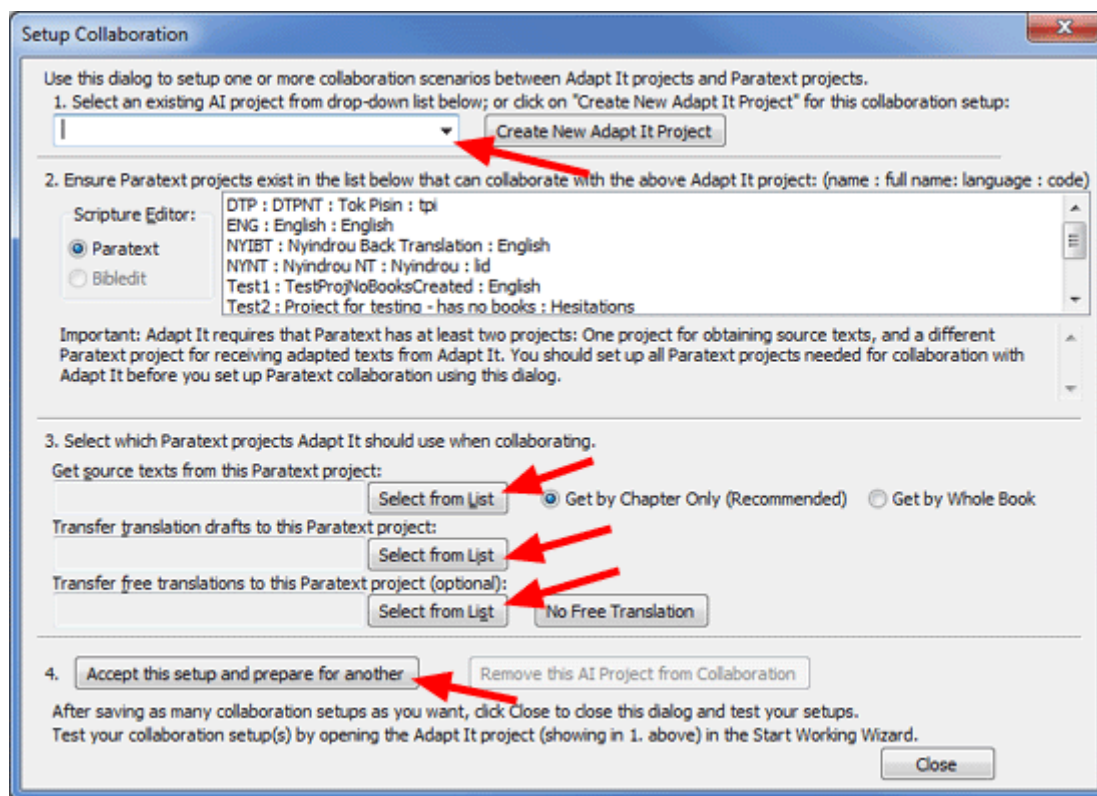 Setup Collaboration
Use this dialog to setup one or more collaboration scenarios between Adapt It projects and Paratext projects.
1. Select an existing AI project from drop-down list below; or click on "Create New Adapt It Project" for this collaboration setup:
Create New Adapt It Project
2. Ensure Paratext projects exist in the list below that can collaborate with the above Adapt It project: (name : full name: language : code)
Scripture Editor:
Paratext
Bibledit
DTP : DTPNT : Tok Pisin : tpi
ENG : English : English
NYIBT : Nyindrou Back Translation : English
NYNT : Nyindrou NT : Nyindrou : lid
Test1 : TestProjNoBooksCreated : English
Test2 : Project for testing - has no books : Hesitations
Important: Adapt It requires that Paratext has at least two projects: One project for obtaining source texts, and a different
Paratext project for receiving adapted texts from Adapt It. You should set up all Paratext projects needed for collaboration with
Adapt It before you set up Paratext collaboration using this dialog.
3. Select which Paratext projects Adapt It should use when collaborating.
Get source texts from this Paratext project:
Select from List
Get by Chapter Only (Recommended)
Get by Whole Book
Transfer translation drafts to this Paratext project:
Select from List
Transfer free translations to this Paratext project (optional):
Select from List
No Free Translation
4. Accept this setup and prepare for another
Remove this AI Project from Collaboration
After saving as many collaboration setups as you want, click Close to close this dialog and test your setups.
Test your collaboration setup(s) by opening the Adapt It project (showing in 1. above) in the Start Working Wizard.
Close